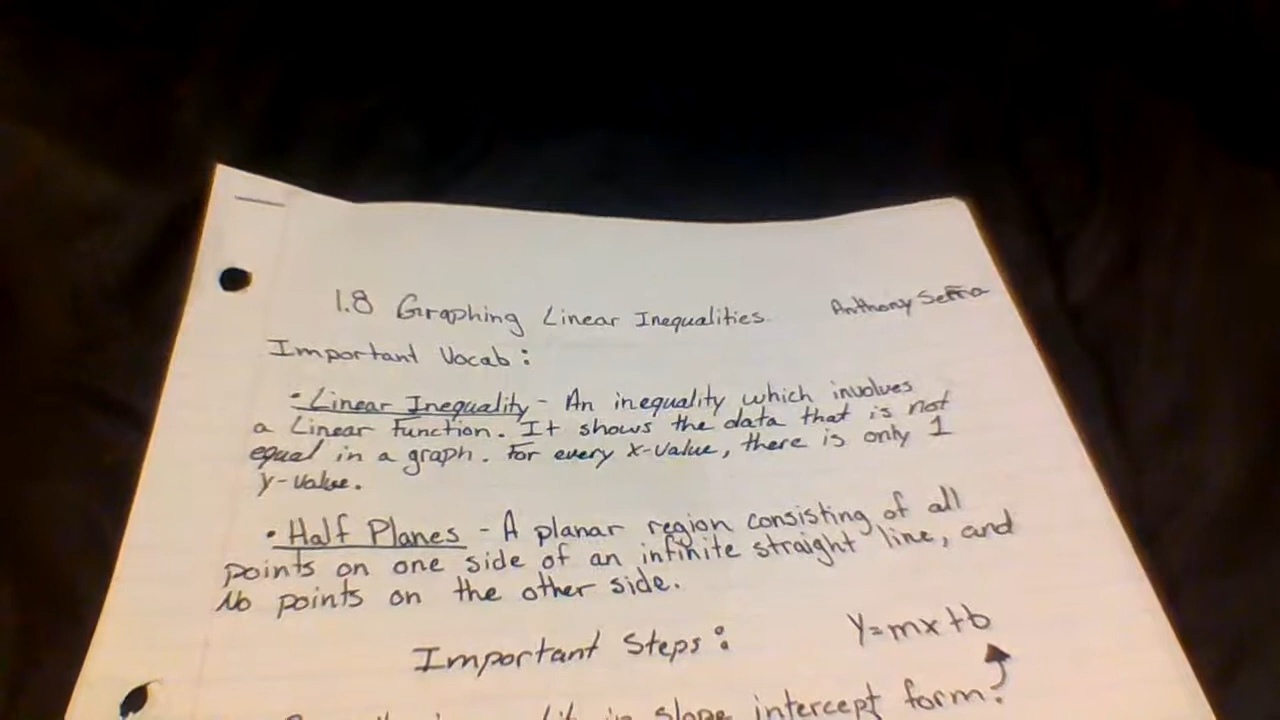 1.8 Graphing Linear Inequalities Anthony
Important Vocab:
• Linear Inequality - An inequality which involves
a Linear Function. It shows the data that is not
equal in a graph. For every x-value, there is only 1
y-value.
• Half Planes - A planar region consisting of all
points on one side of an infinite straight line, and
No points on the other side.
Important Steps: y=mx+b
in slope intercept form.